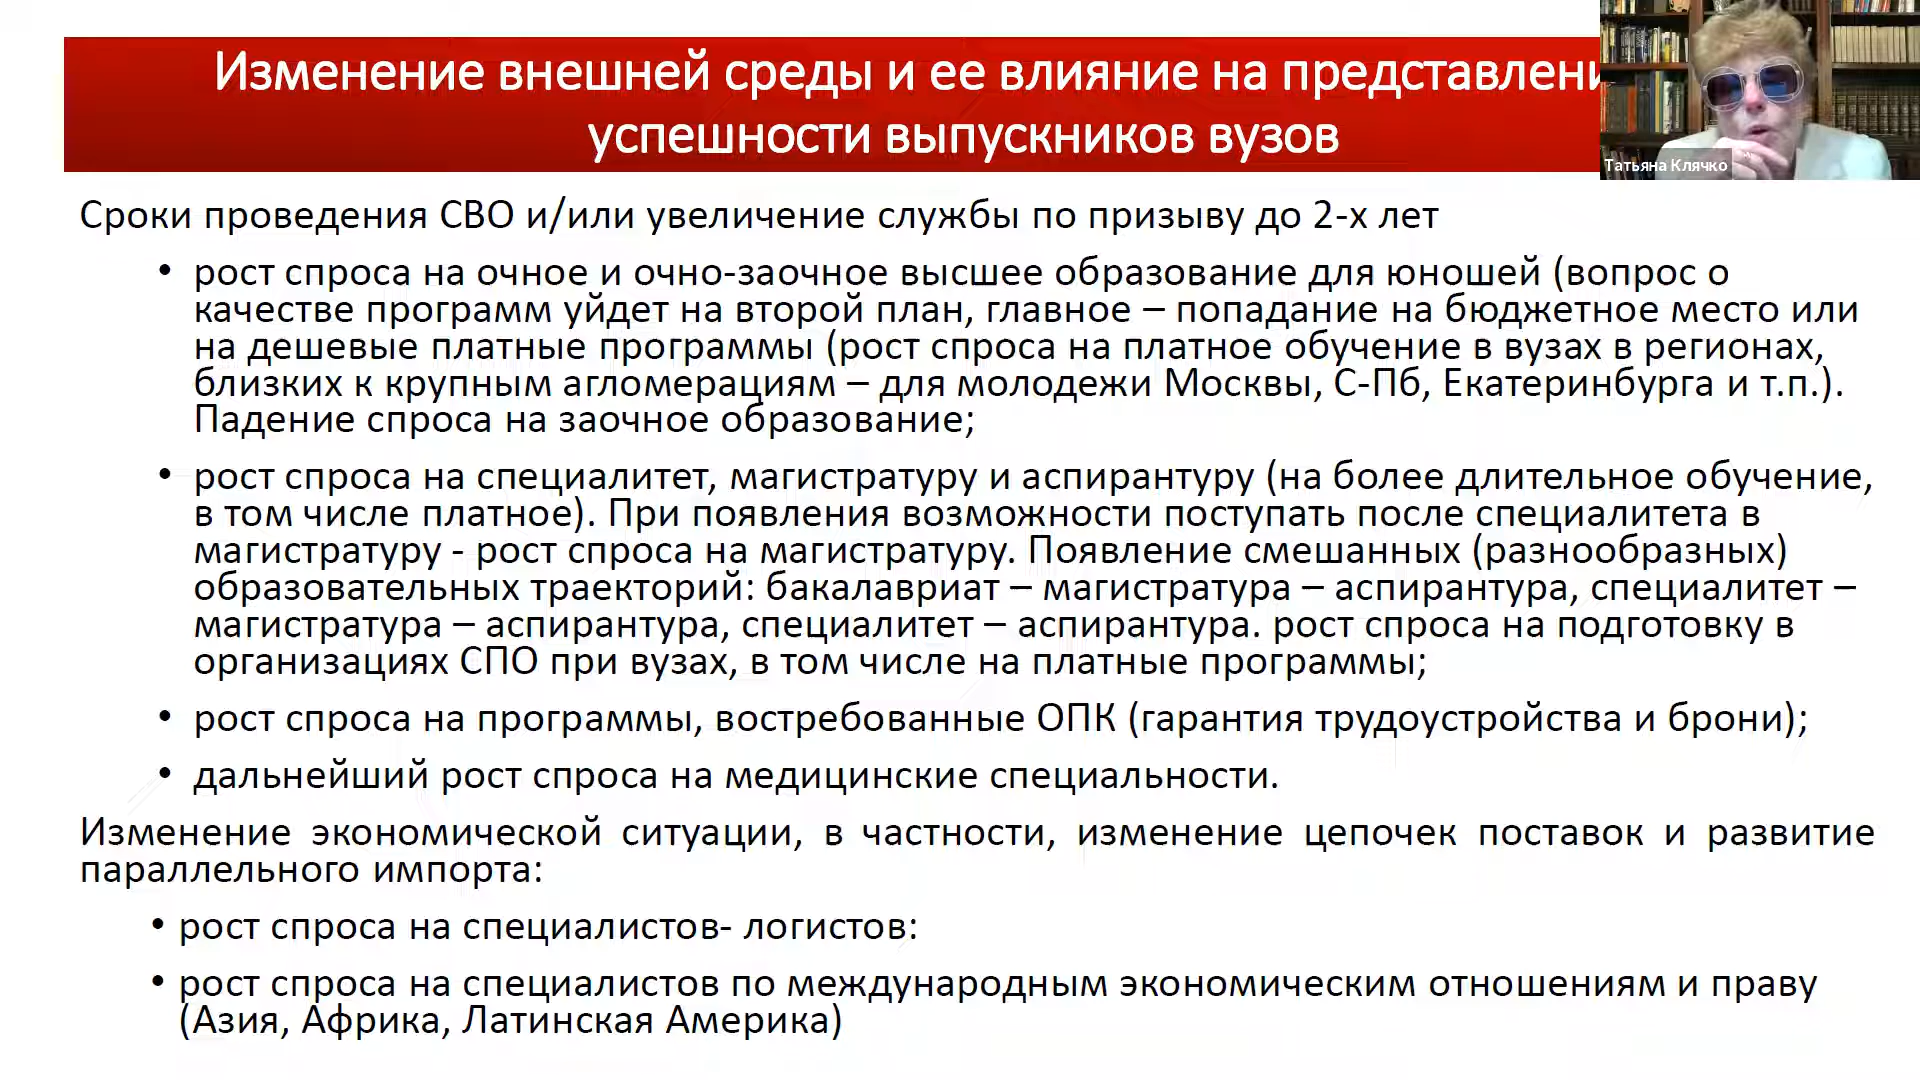 Изменение внешней среды и ее влияние на представлени
успешности выпускников вузов
Татьяна Клячко
Сроки проведения СВО и/или увеличение службы по призыву до 2-х лет
• рост спроса на очное и очно-заочное высшее образование для юношей (вопрос о
качестве программ уйдет на второй план, главное – попадание на бюджетное место или
на дешевые платные программы (рост спроса на платное обучение в вузах в регионах,
близких к крупным агломерациям – для молодежи Москвы, С-Пб, Екатеринбурга и т.п.).
Падение спроса на заочное образование;
• рост спроса на специалитет, магистратуру и аспирантуру (на более длительное обучение,
в том числе платное). При появления возможности поступать после специалитета в
магистратуру - рост спроса на магистратуру. Появление смешанных (разнообразных)
образовательных траекторий: бакалавриат – магистратура – аспирантура, специалитет –
магистратура – аспирантура, специалитет – аспирантура. рост спроса на подготовку в
организациях СПО при вузах, в том числе на платные программы;
• рост спроса на программы, востребованные ОПК (гарантия трудоустройства и брони);
• дальнейший рост спроса на медицинские специальности.
Изменение экономической ситуации, в частности, изменение цепочек поставок и развитие
параллельного импорта:
• рост спроса на специалистов- логистов:
• рост спроса на специалистов по международным экономическим отношениям и праву
(Азия, Африка, Латинская Америка)